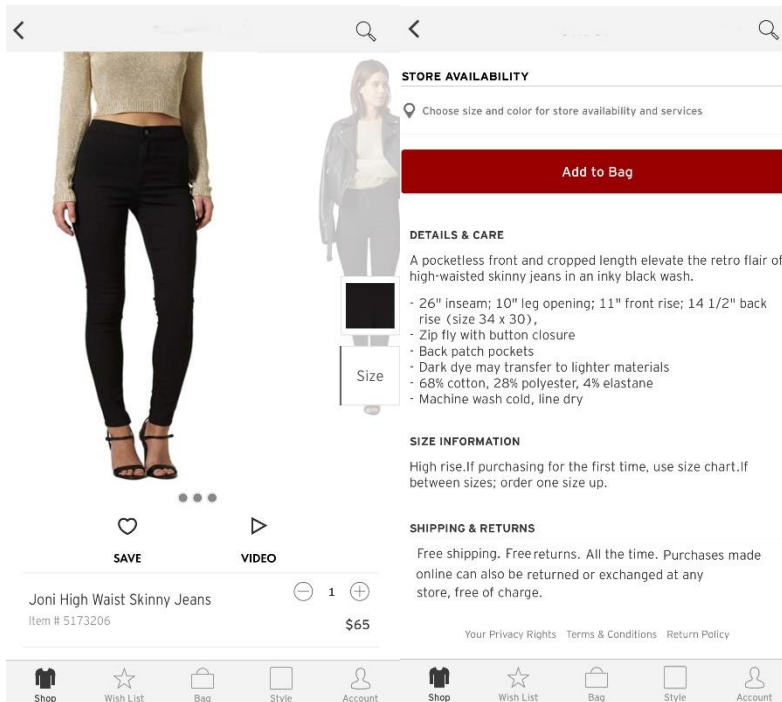 Size
SAVE
VIDEO
Joni High Waist Skinny Jeans
1
Item # 5173206
$65
Shop
Wish List
Bag
Style
Account
STORE AVAILABILITY
Choose size and color for store availability and services
Add to Bag
DETAILS & CARE
A pocketless front and cropped length elevate the retro flair of
high-waisted skinny jeans in an inky black wash.
- 26" inseam; 10" leg opening; 11" front rise; 14 1/2" back
rise (size 34 x 30),
- Zip fly with button closure
- Back patch pockets
- Dark dye may transfer to lighter materials
- 68% cotton, 28% polyester, 4% elastane
- Machine wash cold, line dry
SIZE INFORMATION
High rise.If purchasing for the first time, use size chart.If
between sizes; order one size up.
SHIPPING & RETURNS
Free shipping. Free returns. All the time. Purchases made
online can also be returned or exchanged at any
store, free of charge.
Your Privacy Rights Terms & Conditions Return Policy
Shop
Wish List
Bag
Style
Account